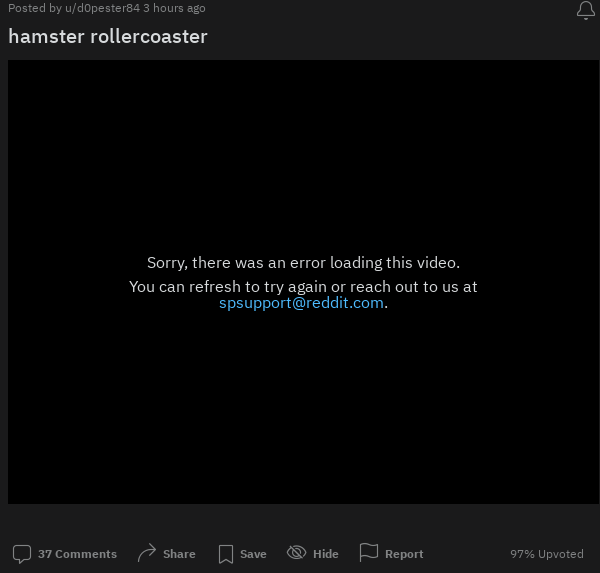 Posted by u/d0pester84 3 hours ago
hamster rollercoaster
Sorry, there was an error loading this video.
You can refresh to try again or reach out to us at
spsupport@reddit.com.
37 Comments Share Save Hide Report 97% Upvoted